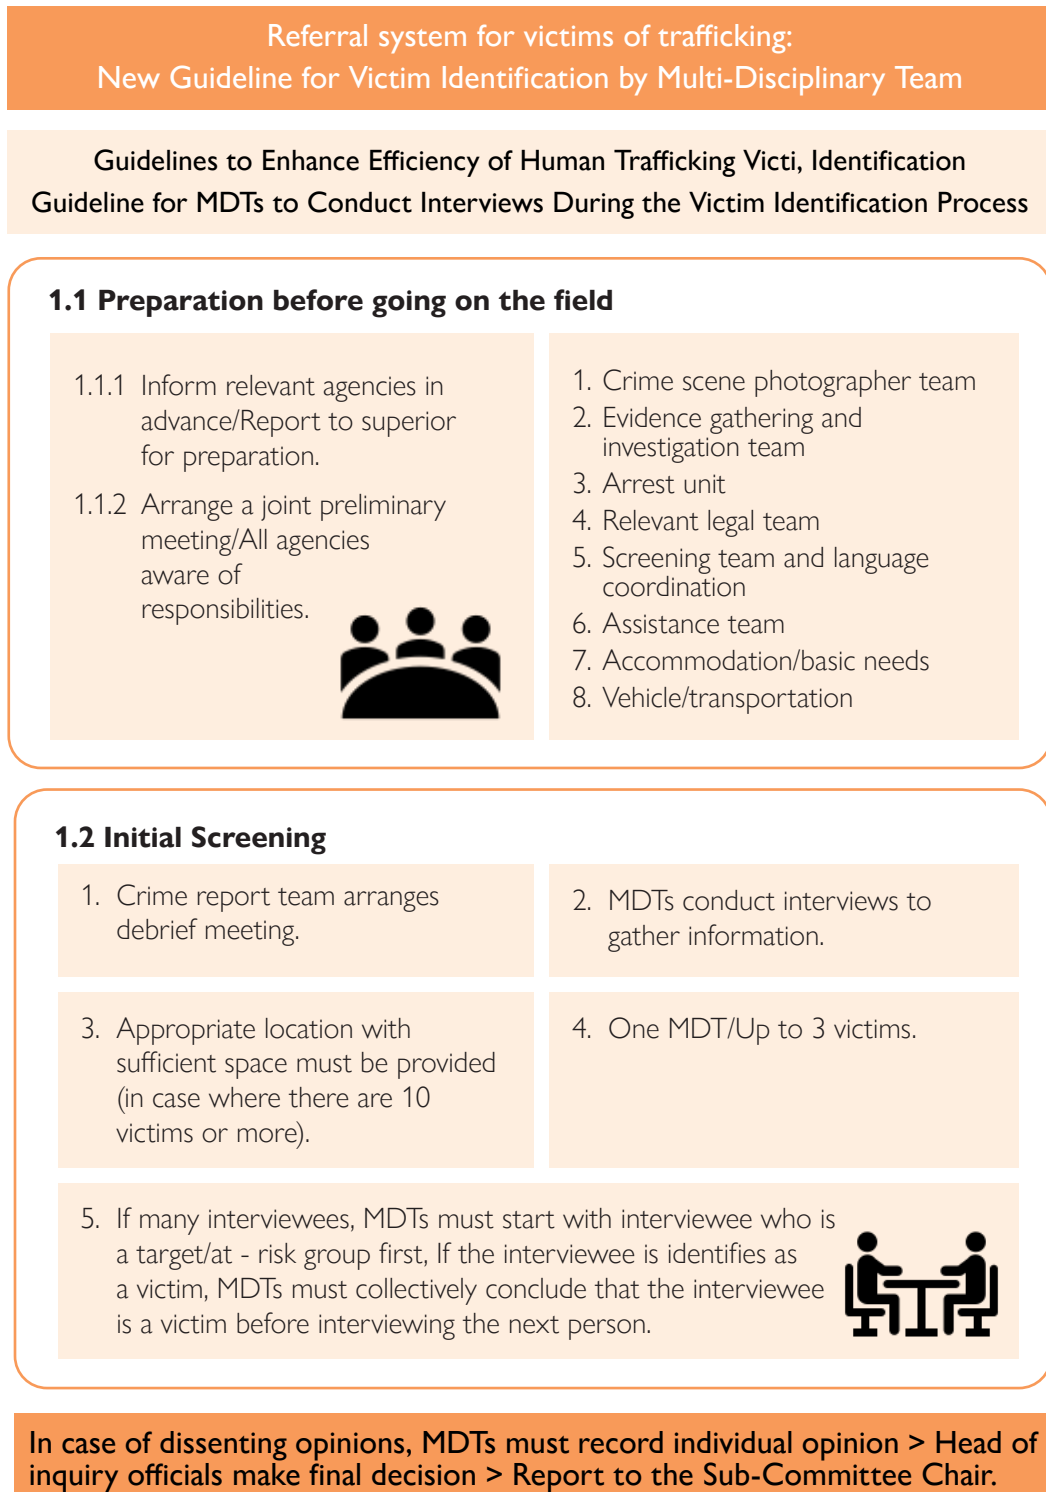 Referral system for victims of trafficking:
New Guideline for Victim Identification by Multi-Disciplinary Team
Guidelines to Enhance Efficiency of Human Trafficking Victi, Identification
Guideline for MDTs to Conduct Interviews During the Victim Identification Process
1.1 Preparation before going on the field
1.1.1 Inform relevant agencies in
advance/Report to superior
for preparation.
1.1.2 Arrange a joint preliminary
meeting/All agencies
aware of
responsibilities.
1. Crime scene photographer team
2. Evidence gathering and
investigation team
3. Arrest unit
4. Relevant legal team
5. Screening team and language
coordination
6. Assistance team
7. Accommodation/basic needs
8. Vehicle/transportation
1.2 Initial Screening
1. Crime report team arranges
debrief meeting.
2. MDTs conduct interviews to
gather information.
3. Appropriate location with
sufficient space must be provided
(in case where there are 10
victims or more).
4. One MDT/Up to 3 victims.
5. If many interviewees, MDTs must start with interviewee who is
a target/at - risk group first, If the interviewee is identifies as
a victim, MDTs must collectively conclude that the interviewee
is a victim before interviewing the next person.
In case of dissenting opinions, MDTs must record individual opinion > Head of
inquiry officials make final decision > Report to the Sub-Committee Chair.